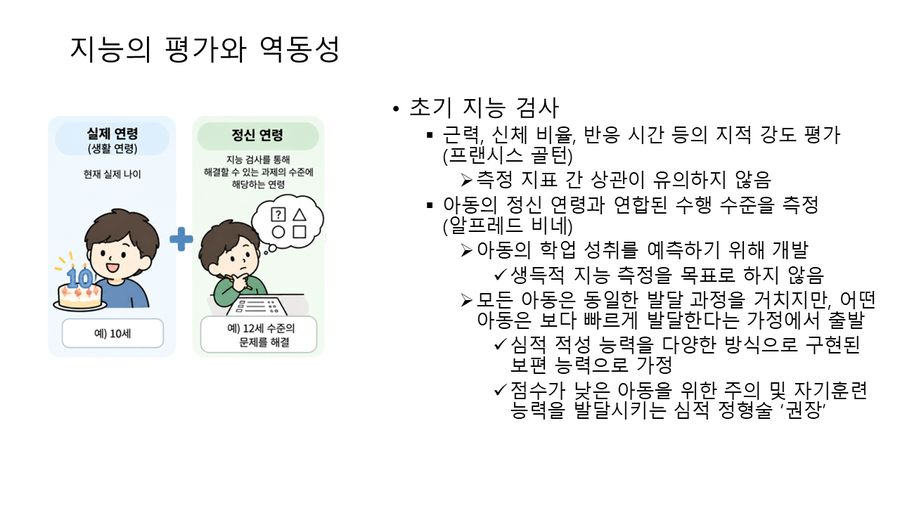 지능의 평가와 역동성
실제 연령
(생활 연령)
현재 실제 나이
10
예) 10세
정신 연령
지능 검사를 통해
해결할 수 있는 과제의 수준에
해당하는 연령
?
예) 12세 수준의
문제를 해결
• 초기 지능 검사
▪ 근력, 신체 비율, 반응 시간 등의 지적 강도 평가
(프랜시스 골턴)
➢측정 지표 간 상관이 유의하지 않음
▪ 아동의 정신 연령과 연합된 수행 수준을 측정
(알프레드 비네)
➢아동의 학업 성취를 예측하기 위해 개발
✓생득적 지능 측정을 목표로 하지 않음
➢모든 아동은 동일한 발달 과정을 거치지만, 어떤
아동은 보다 빠르게 발달한다는 가정에서 출발
✓심적 적성 능력을 다양한 방식으로 구현된
보편 능력으로 가정
✓점수가 낮은 아동을 위한 주의 및 자기훈련
능력을 발달시키는 심적 정형술 ‘권장’